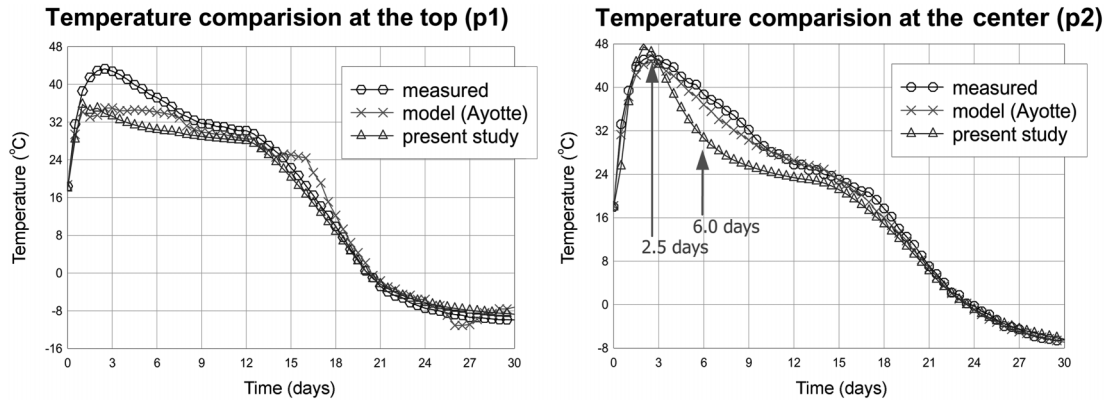 Temperature comparision at the top (p1)
48
40
32
24
16
8
0
-8
-16
Temperature (°C)
0 3 6 9 12 15 18 21 24 27 30
Time (days)
measured
model (Ayotte)
present study
Temperature comparision at the center (p2)
48
40
32
24
16
8
0
-8
Temperature (°C)
0 3 6 9 12 15 18 21 24 27 30
Time (days)
measured
model (Ayotte)
present study
6.0 days
2.5 days